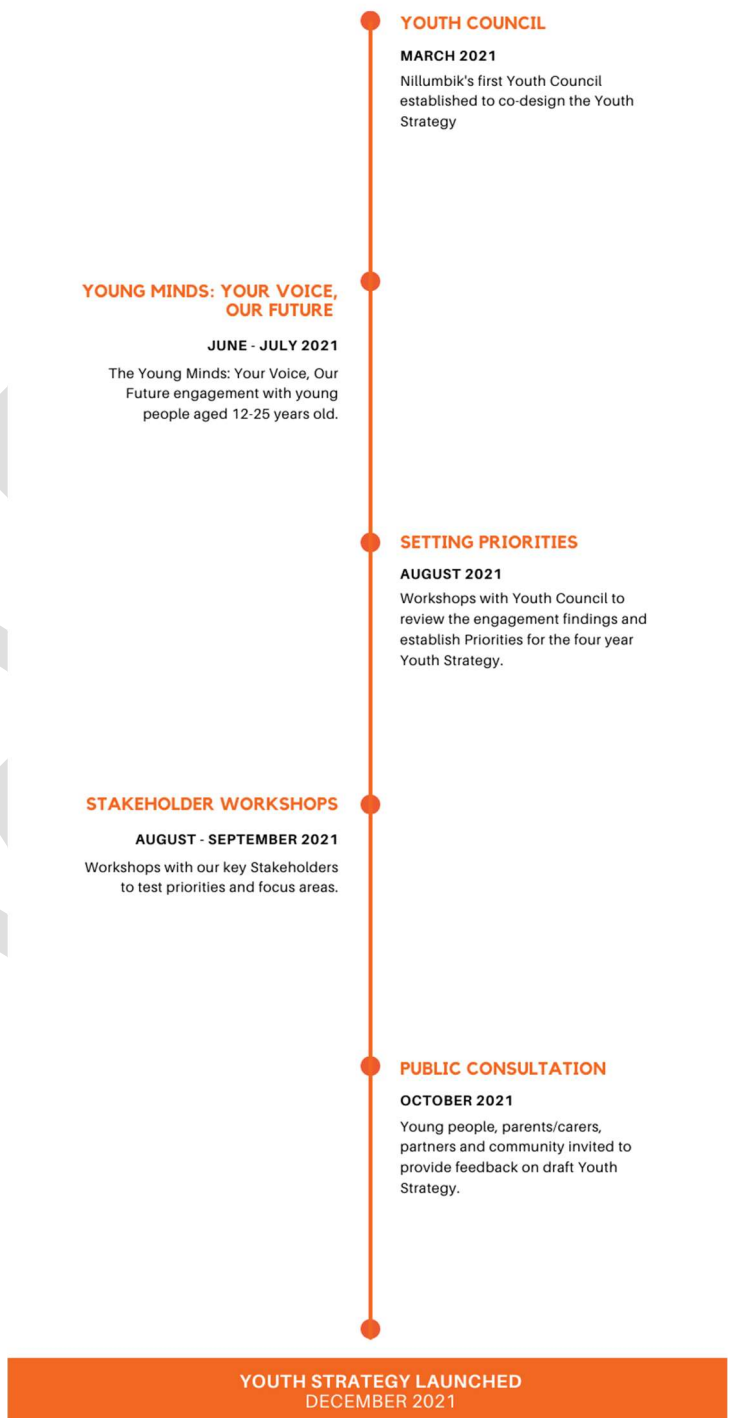 YOUTH COUNCIL
MARCH 2021
Nillumbik's first Youth Council
established to co-design the Youth
Strategy
YOUNG MINDS: YOUR VOICE,
OUR FUTURE
JUNE - JULY 2021
The Young Minds: Your Voice, Our
Future engagement with young
people aged 12-25 years old.
SETTING PRIORITIES
AUGUST 2021
Workshops with Youth Council to
review the engagement findings and
establish Priorities for the four year
Youth Strategy.
STAKEHOLDER WORKSHOPS
AUGUST - SEPTEMBER 2021
Workshops with our key Stakeholders
to test priorities and focus areas.
PUBLIC CONSULTATION
OCTOBER 2021
Young people, parents/carers,
partners and community invited to
provide feedback on draft Youth
Strategy.
YOUTH STRATEGY LAUNCHED
DECEMBER 2021